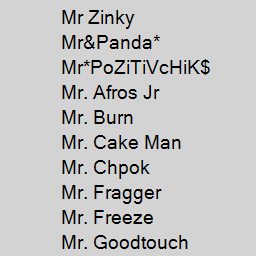 Mr Zinky
Mr&Panda*
Mr*PoZiTiVcHiK$
Mr. Afros Jr
Mr. Burn
Mr. Cake Man
Mr. Chpok
Mr. Fragger
Mr. Freeze
Mr. Goodtouch